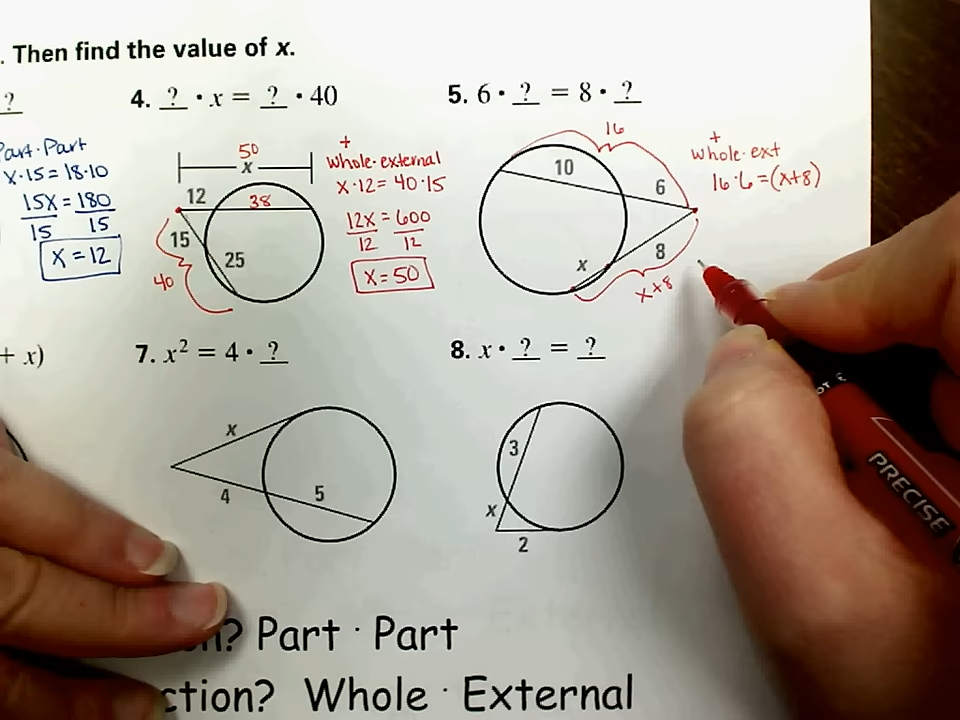 . Then find the value of x.
?
4. ? · x = ? · 40
5. 6 · ? = 8 · ?
Part·Part
x·15=18·10
15x = 180
15 15
x = 12
50
x
12
38
15
25
40
+
Whole·external
x·12=40·15
12x = 600
12 12
x=50
16
10
6
8
x
x+8
+
Whole·ext
16·6=(x+8)
+ x)
7. x² = 4 · ?
8. x · ? = ?
x
4
5
3
x
2
PRECISE
n? Part · Part
ction? Whole · External